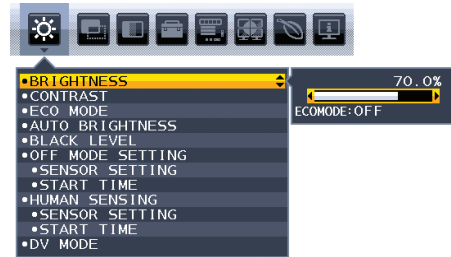 •BRIGHTNESS
•CONTRAST
•ECO MODE
•AUTO BRIGHTNESS
•BLACK LEVEL
•OFF MODE SETTING
•SENSOR SETTING
•START TIME
•HUMAN SENSING
•SENSOR SETTING
•START TIME
•DV MODE
70.0%
ECOMODE:OFF